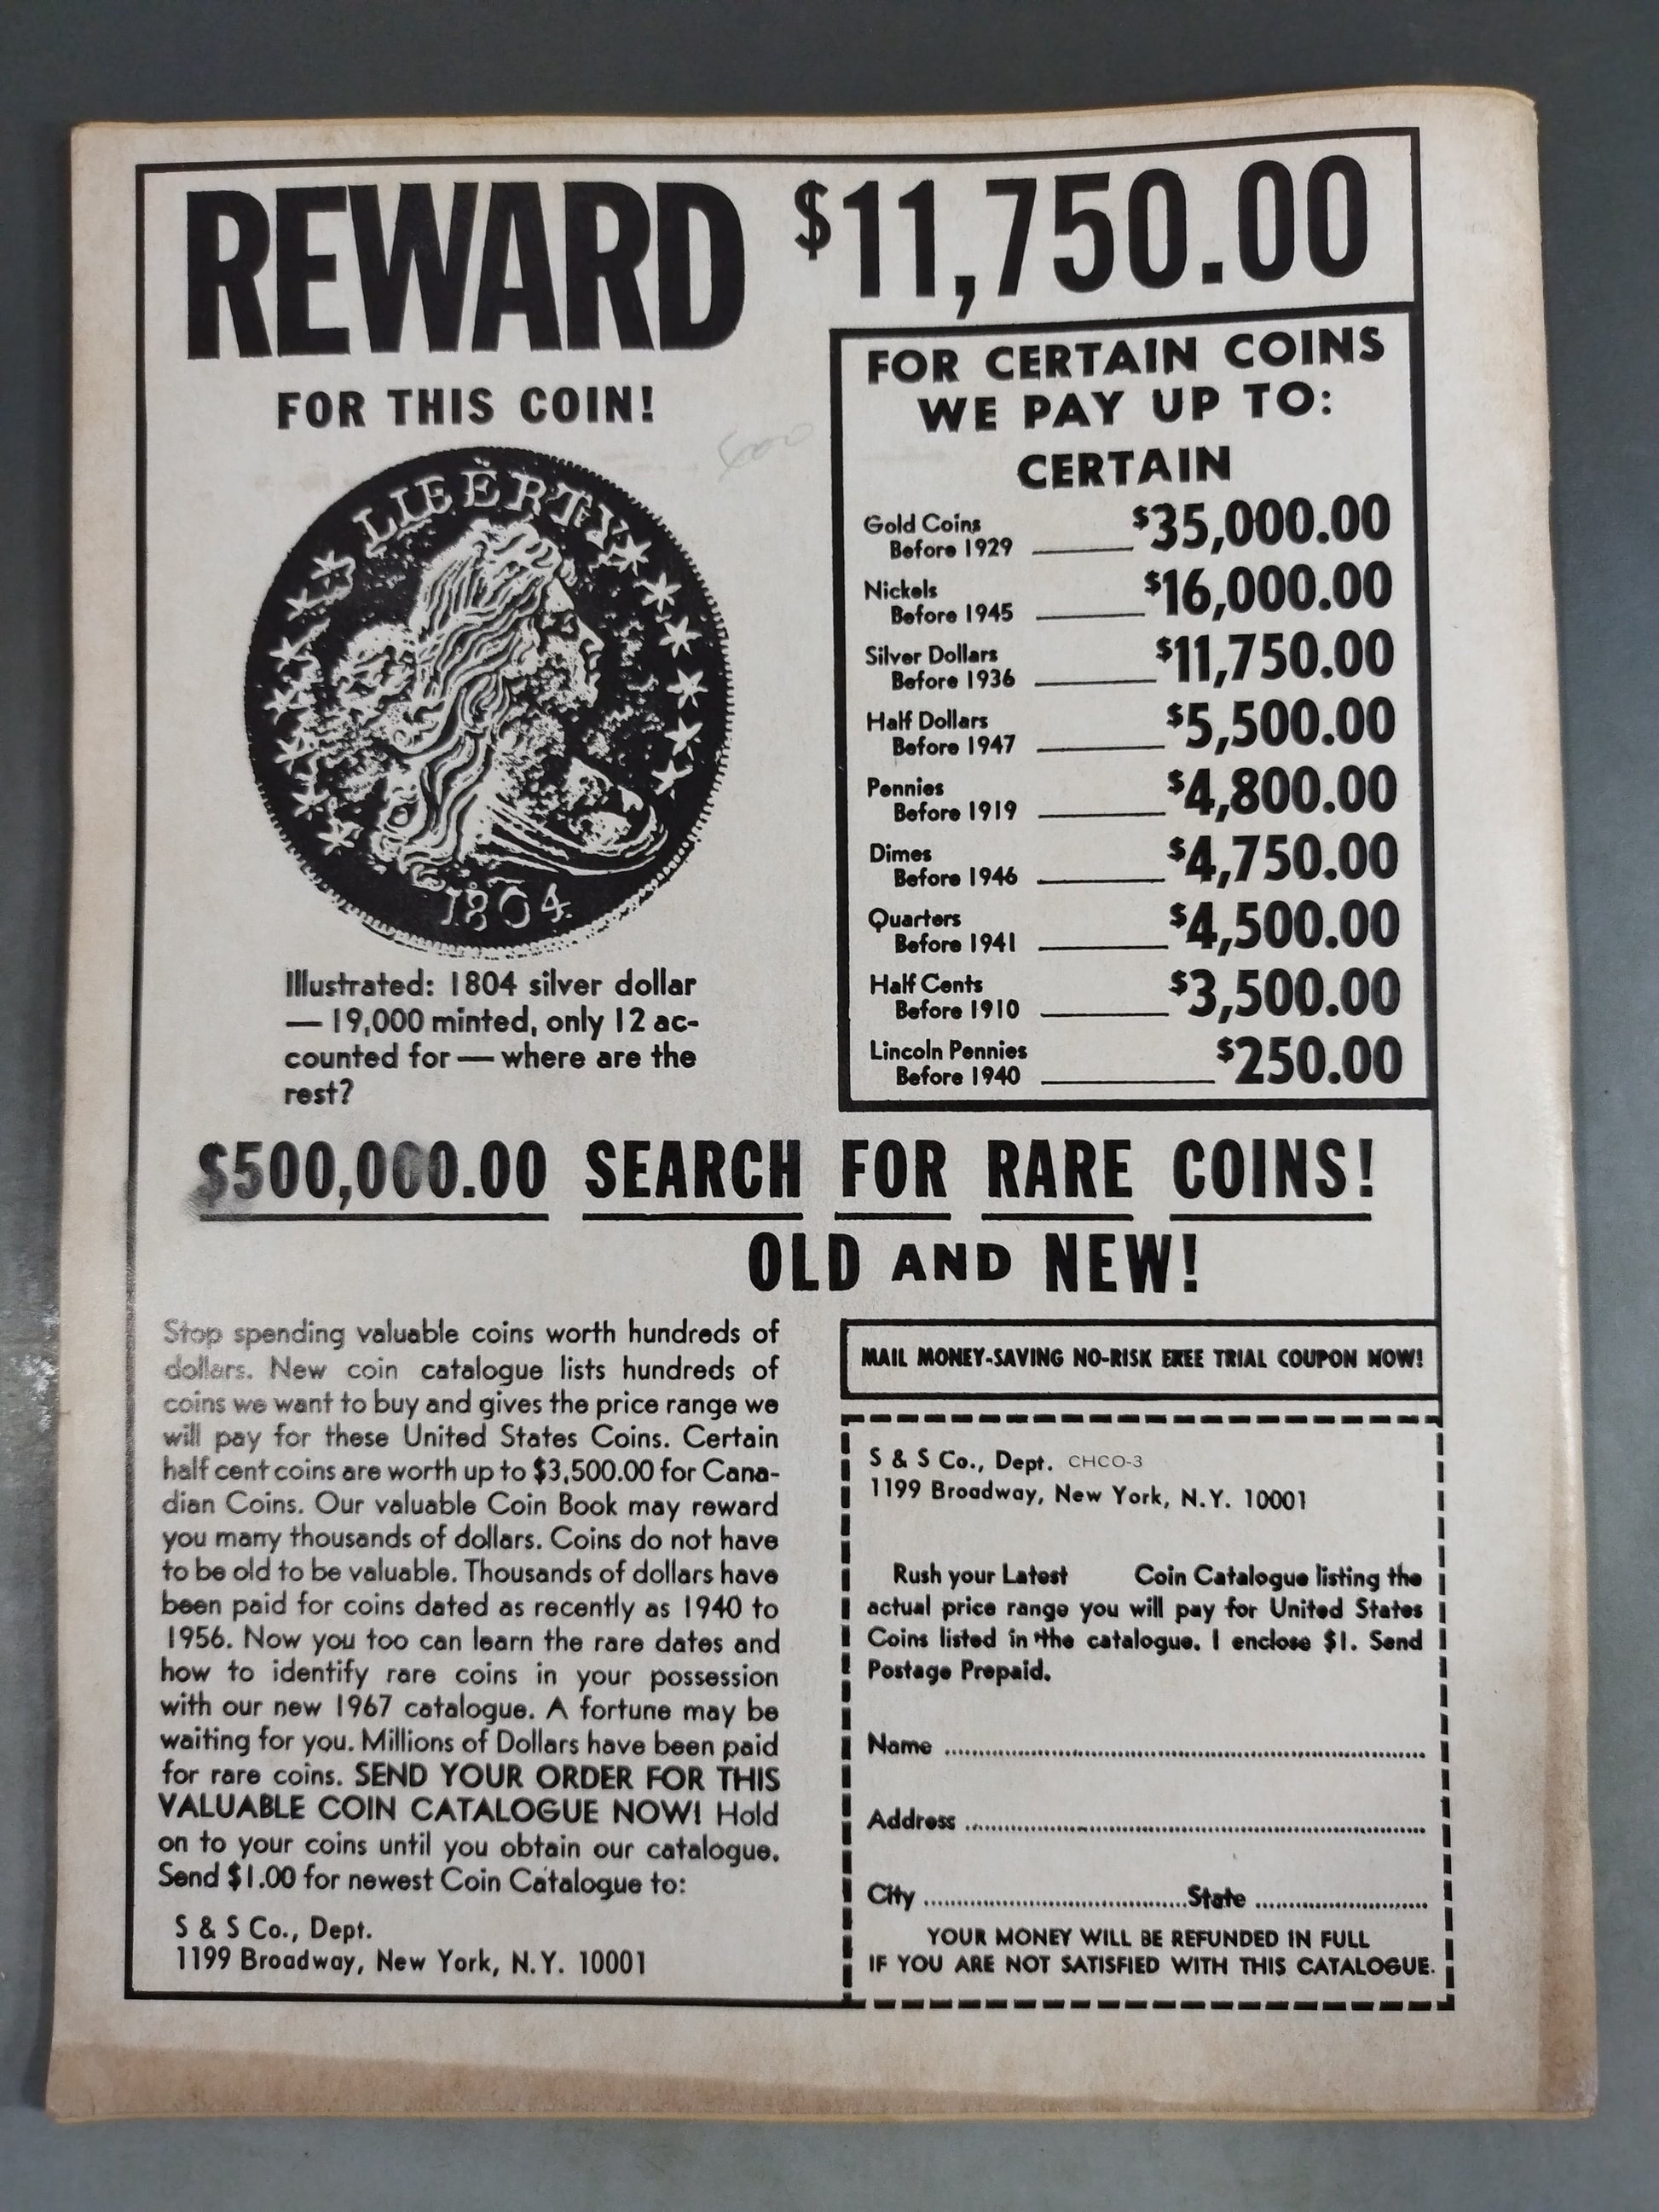 REWARD $11,750.00
FOR THIS COIN!
LIBERTY
1804
Illustrated: 1804 silver dollar
— 19,000 minted, only 12 ac-
counted for — where are the
rest?
FOR CERTAIN COINS
WE PAY UP TO:
CERTAIN
Gold Coins
Before 1929 $35,000.00
Nickels
Before 1945 $16,000.00
Silver Dollars
Before 1936 $11,750.00
Half Dollars
Before 1947 $5,500.00
Pennies
Before 1919 $4,800.00
Dimes
Before 1946 $4,750.00
Quarters
Before 1941 $4,500.00
Half Cents
Before 1910 $3,500.00
Lincoln Pennies
Before 1940 $250.00
$500,000.00 SEARCH FOR RARE COINS!
OLD AND NEW!
Stop spending valuable coins worth hundreds of
dollars. New coin catalogue lists hundreds of
coins we want to buy and gives the price range we
will pay for these United States Coins. Certain
half cent coins are worth up to $3,500.00 for Cana-
dian Coins. Our valuable Coin Book may reward
you many thousands of dollars. Coins do not have
to be old to be valuable. Thousands of dollars have
been paid for coins dated as recently as 1940 to
1956. Now you too can learn the rare dates and
how to identify rare coins in your possession
with our new 1967 catalogue. A fortune may be
waiting for you. Millions of Dollars have been paid
for rare coins. SEND YOUR ORDER FOR THIS
VALUABLE COIN CATALOGUE NOW! Hold
on to your coins until you obtain our catalogue.
Send $1.00 for newest Coin Catalogue to:
S & S Co., Dept.
1199 Broadway, New York, N.Y. 10001
MAIL MONEY-SAVING NO-RISK FREE TRIAL COUPON NOW!
S & S Co., Dept. CHCO-3
1199 Broadway, New York, N.Y. 10001
Rush your Latest Coin Catalogue listing the
actual price range you will pay for United States
Coins listed in the catalogue. I enclose $1. Send
Postage Prepaid.
Name
Address
City State
YOUR MONEY WILL BE REFUNDED IN FULL
IF YOU ARE NOT SATISFIED WITH THIS CATALOGUE.